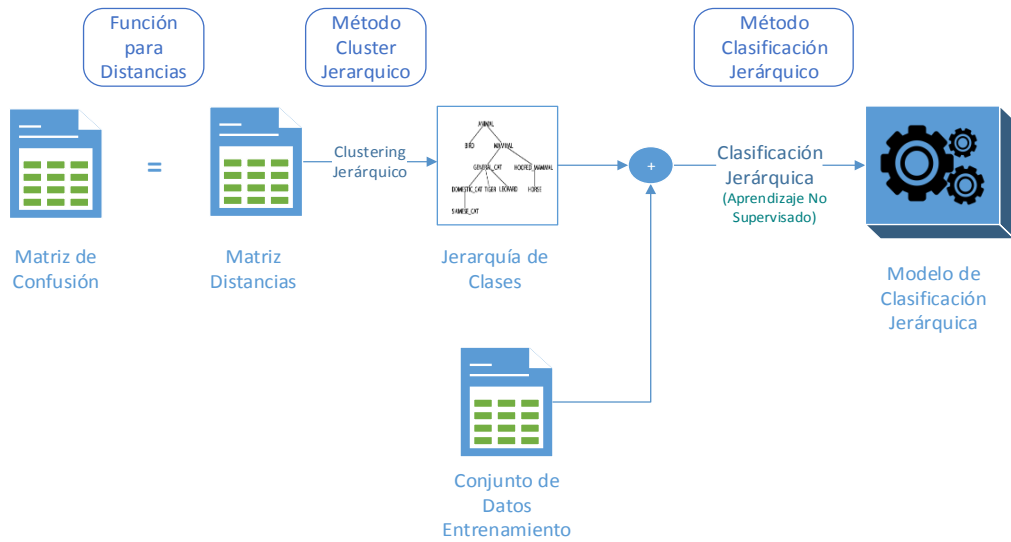 Función
para
Distancias
Método
Cluster
Jerarquico
Método
Clasificación
Jerárquico
=
Clustering
Jerárquico
ANIMAL
BIRD
MAMMAL
GENERAL_CAT
HOOFED_MAMMAL
DOMESTIC_CAT TIGER LEOPARD
HORSE
SIAMESE_CAT
+
Clasificación
Jerárquica
(Aprendizaje No
Supervisado)
Matriz de
Confusión
Matriz
Distancias
Jerarquía de
Clases
Modelo de
Clasificación
Jerárquica
Conjunto de
Datos
Entrenamiento